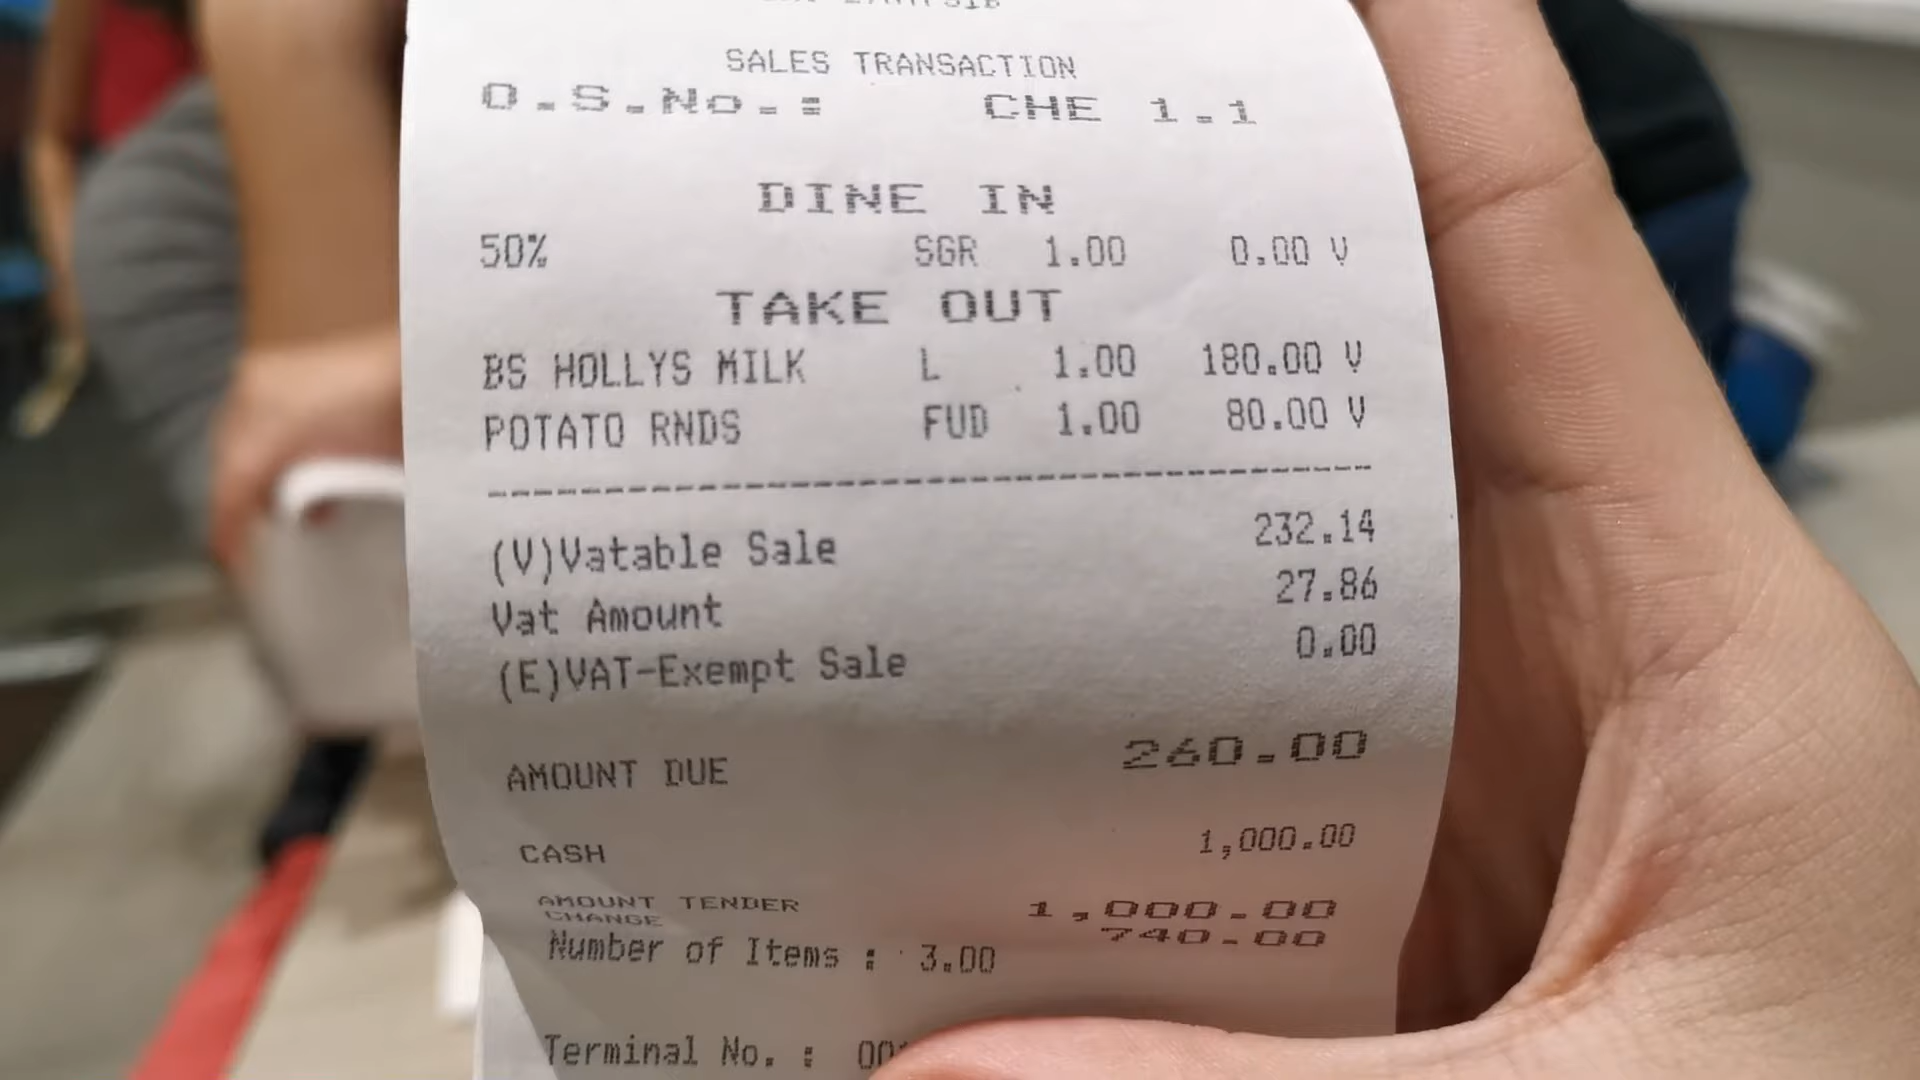 SALES TRANSACTION
O.S.No.: CHE 1.1
DINE IN
50% SGR 1.00 0.00 V
TAKE OUT
BS HOLLYS MILK L 1.00 180.00 V
POTATO RNDS FUD 1.00 80.00 V
--------------------------------
(V)Vatable Sale 232.14
Vat Amount 27.86
(E)VAT-Exempt Sale 0.00
AMOUNT DUE 260.00
CASH 1,000.00
AMOUNT TENDER 1,000.00
CHANGE 740.00
Number of Items : 3.00
Terminal No. :